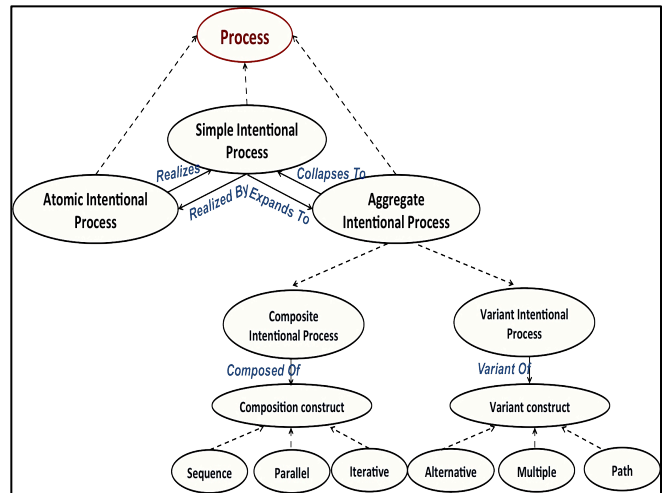 Process
Simple Intentional
Process
Realizes
Collapses To
Atomic Intentional
Process
Realized By
Expands To
Aggregate
Intentional Process
Composite
Intentional Process
Variant Intentional
Process
Composed Of
Variant Of
Composition construct
Variant construct
Sequence
Parallel
Iterative
Alternative
Multiple
Path